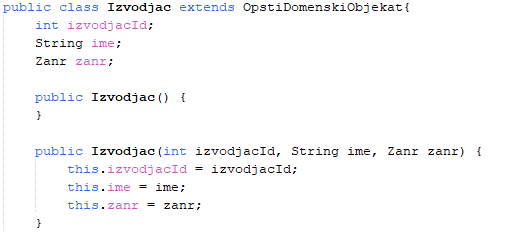 public class Izvodjac extends OpstiDomenskiObjekat{
int izvodjacId;
String ime;
Zanr zanr;
public Izvodjac() {
}
public Izvodjac(int izvodjacId, String ime, Zanr zanr) {
this.izvodjacId = izvodjacId;
this.ime = ime;
this.zanr = zanr;
}